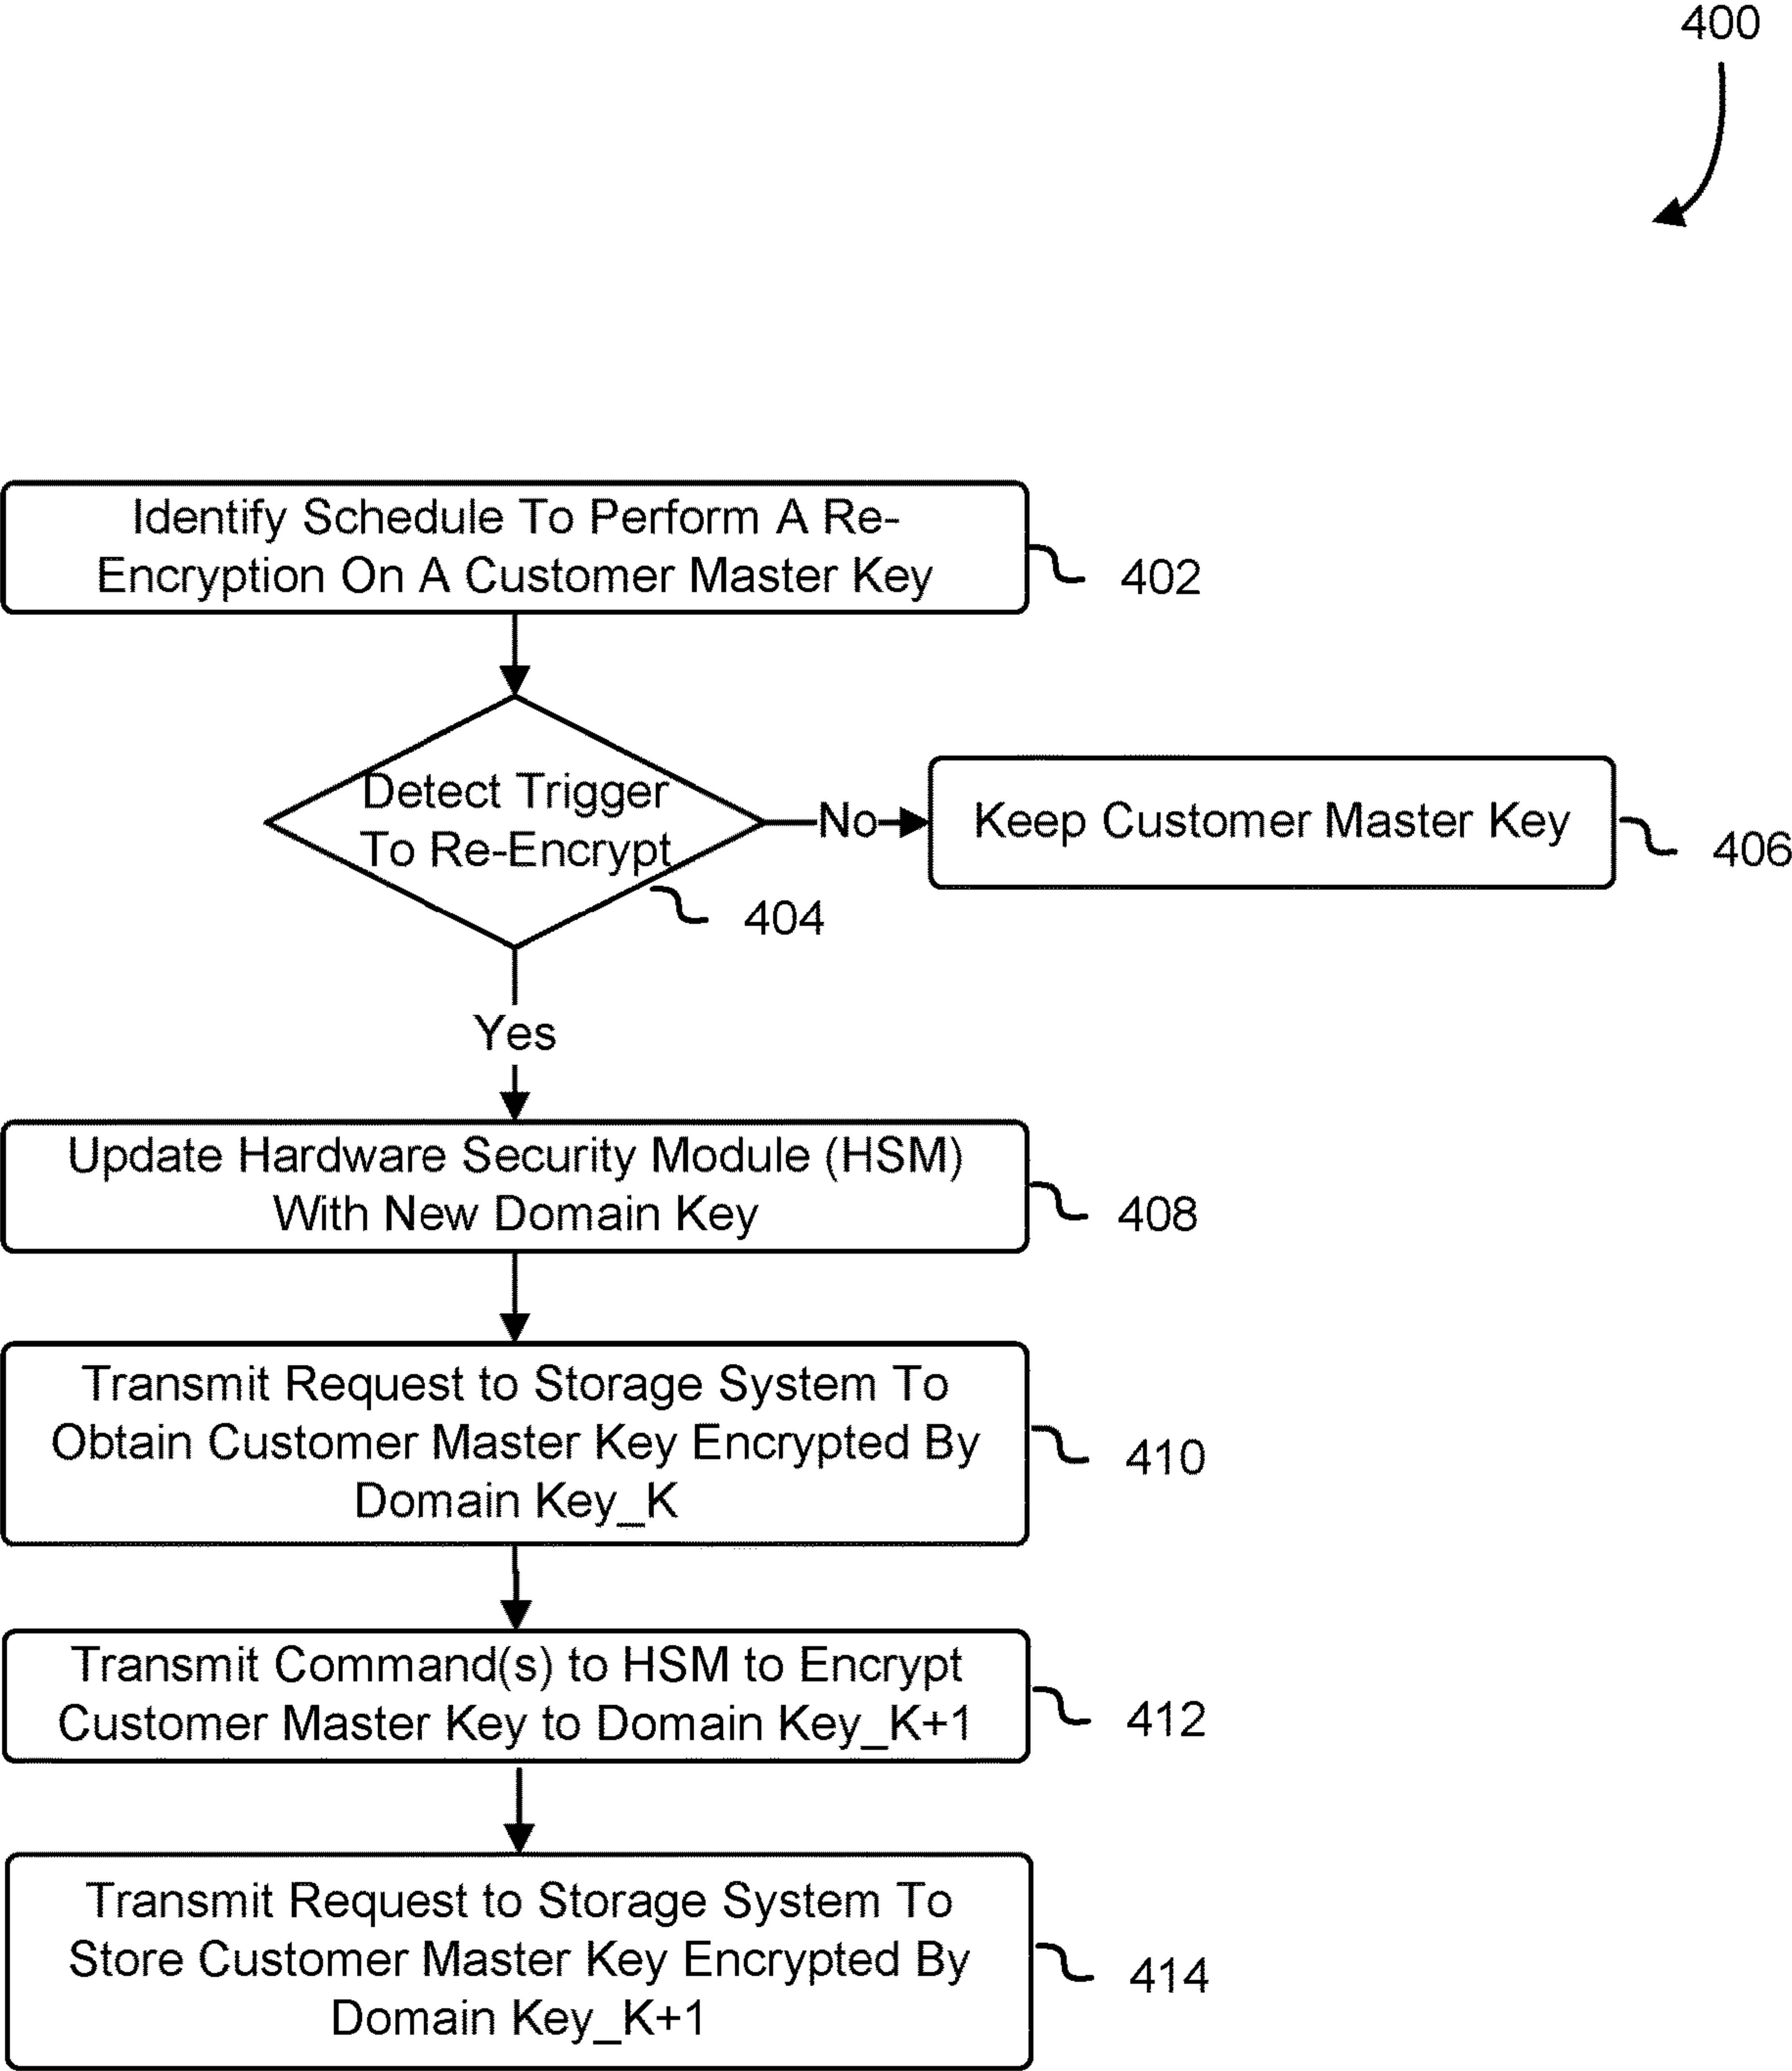 400
Identify Schedule To Perform A Re-
Encryption On A Customer Master Key
402
Detect Trigger
To Re-Encrypt
404
No
Keep Customer Master Key
406
Yes
Update Hardware Security Module (HSM)
With New Domain Key
408
Transmit Request to Storage System To
Obtain Customer Master Key Encrypted By
Domain Key_K
410
Transmit Command(s) to HSM to Encrypt
Customer Master Key to Domain Key_K+1
412
Transmit Request to Storage System To
Store Customer Master Key Encrypted By
Domain Key_K+1
414